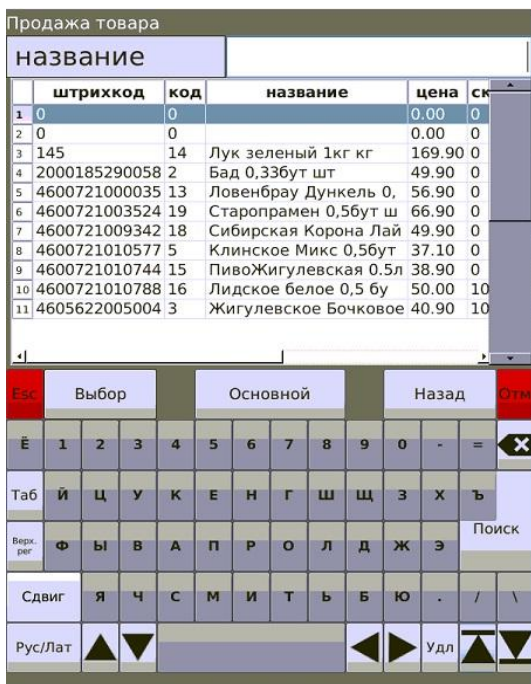 Продажа товара
название
штрихкод код название цена ск
1 0 0 0.00 0
2 0 0 0.00 0
3 145 14 Лук зеленый 1кг кг 169.90 0
4 2000185290058 2 Бад 0,33бут шт 49.90 0
5 4600721000035 13 Ловенбрау Дункель 0, 56.90 0
6 4600721003524 19 Старопрамен 0,5бут ш 66.90 0
7 4600721009342 18 Сибирская Корона Лай 49.90 0
8 4600721010577 5 Клинское Микс 0,5бут 37.10 0
9 4600721010744 15 ПивоЖигулевская 0.5л 38.90 0
10 4600721010788 16 Лидское белое 0,5 бу 50.00 10
11 4605622005004 3 Жигулевское Бочковое 40.90 10
Esc Выбор Основной Назад Отм
Ё 1 2 3 4 5 6 7 8 9 0 - =
Таб Й Ц У К Е Н Г Ш Щ З Х Ъ
Поиск
Верх. рег Ф Ы В А П Р О Л Д Ж Э
Сдвиг Я Ч С М И Т Ь Б Ю . / \
Рус/Лат Удл